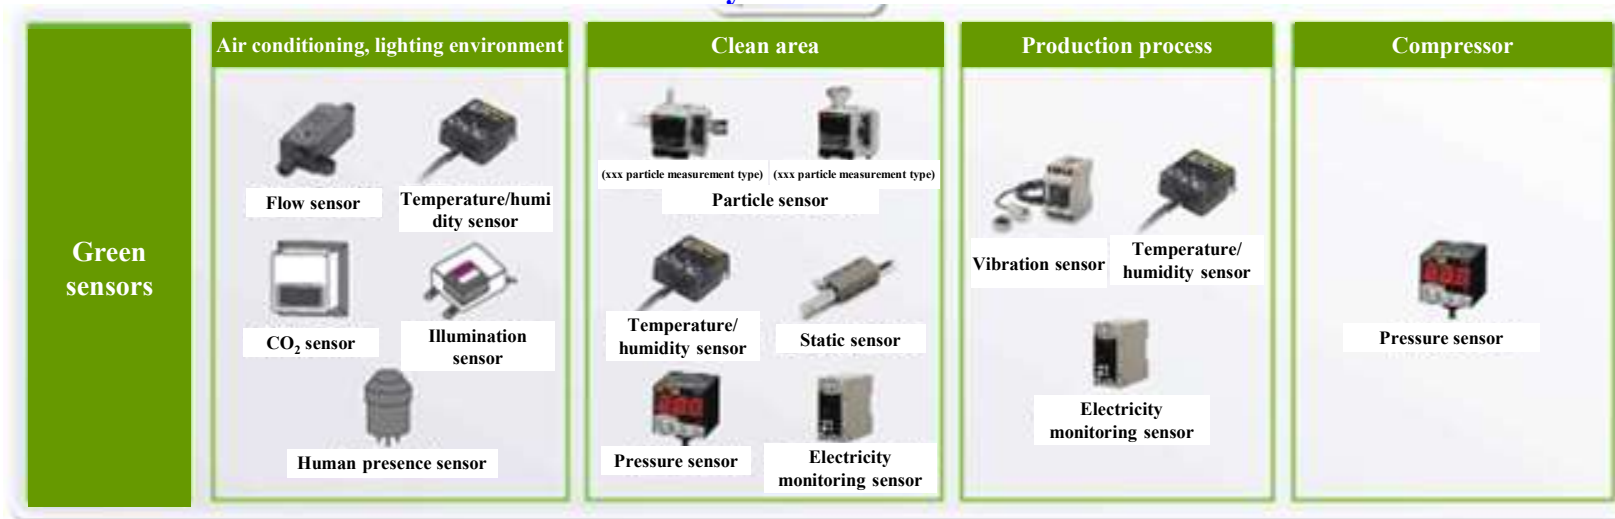 Green
sensors
Air conditioning, lighting environment
Flow sensor
Temperature/humi
dity sensor
CO₂ sensor
Illumination
sensor
Human presence sensor
Clean area
(xxx particle measurement type)
(xxx particle measurement type)
Particle sensor
Temperature/
humidity sensor
Static sensor
Pressure sensor
Electricity
monitoring sensor
Production process
Vibration sensor
Temperature/
humidity sensor
Electricity
monitoring sensor
Compressor
Pressure sensor